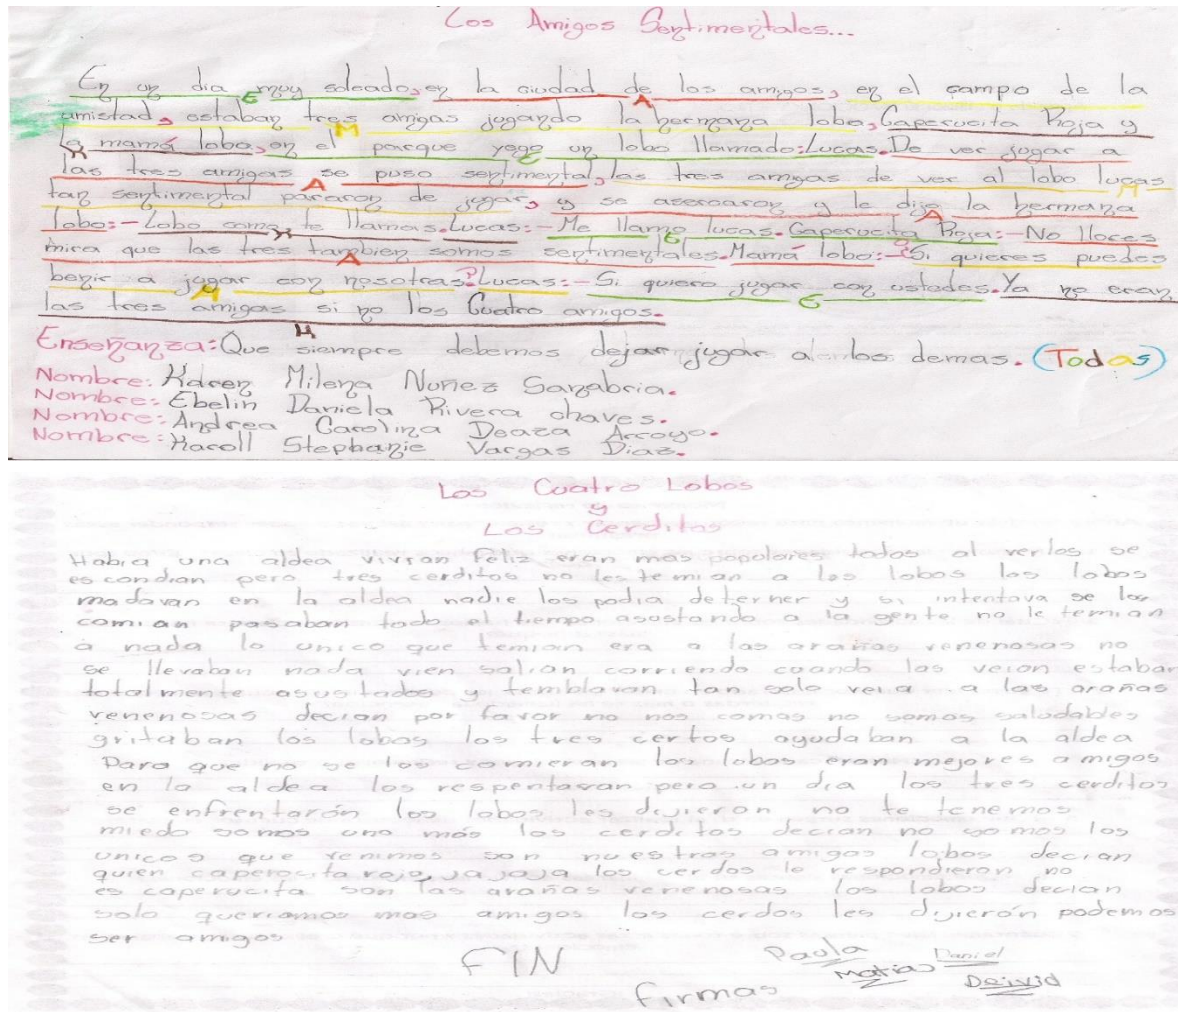 Los Amigos Sentimentales...
En un dia muy soleado, en la ciudad de los amigos, en el campo de la
amistad, estaban tres amigas jugando la hermana lobo, Caperucita Roja y
la mamá lobo, en el parque yego un lobo llamado: Lucas. De ver jugar a
las tres amigas se puso sentimental, las tres amigas de ver al lobo lucas
tan sentimental pararon de jugar, y se asercaron y le dijo la hermana
lobo: - Lobo como te llamas. Lucas: - Me llamo lucas. Caperucita Roja: - No llores
mira que las tres tambien somos sentimentales. Mamá lobo: - ¿Si quieres puedes
benir a jugar con nosotras? Lucas: - Si quiero jugar con ustedes. Ya no eran
las tres amigas si no los Cuatro amigos.
Enseñanza: Que siempre debemos dejar jugar a los demas. (Todas)
Nombre: Karen Milena Nuñez Sanabria.
Nombre: Ebelin Daniela Rivera chaves.
Nombre: Andrea Carolina Deaza Arroyo.
Nombre: Karoll Stephanie Vargas Diaz.
Los Cuatro Lobos
y
Los Cerditos
Habia una aldea vivian Feliz eran mas populares todos al verlos se
es condian pero tres cerditos no les temian a los lobos los lobos
madavan en la aldea nadie los podia deterner y si intentava se los
comian pasaban todo el tiempo asustando a la gente no le temian
a nada lo unico que temian era a las arañas venenosas no
se llevaban nada vien salian corriendo cuando las veian estaban
totalmente asustados y temblavan tan solo vera a las arañas
venenosas decian por favor no nos comas no somos saludables
gritaban los lobos los tres certos ayudaban a la aldea
Para que no se los comieran los lobos eran mejores amigos
en la aldea los respentavan pero un dia los tres cerditos
se enfrentarón los lobos les dijieron no te tenemos
miedo somos uno más los cerditos decian no somos los
unicos que venimos son nuestros amigos lobos decian
quien caperocita roja, ja jaja los cerdos le respondieron no
es caperucita son las arañas venenosas los lobos decian
solo queriamos mas amigos los cerdos les dijierón podemos
ser amigos
FIN
Paula Daniel
Matias Deivid
firmas